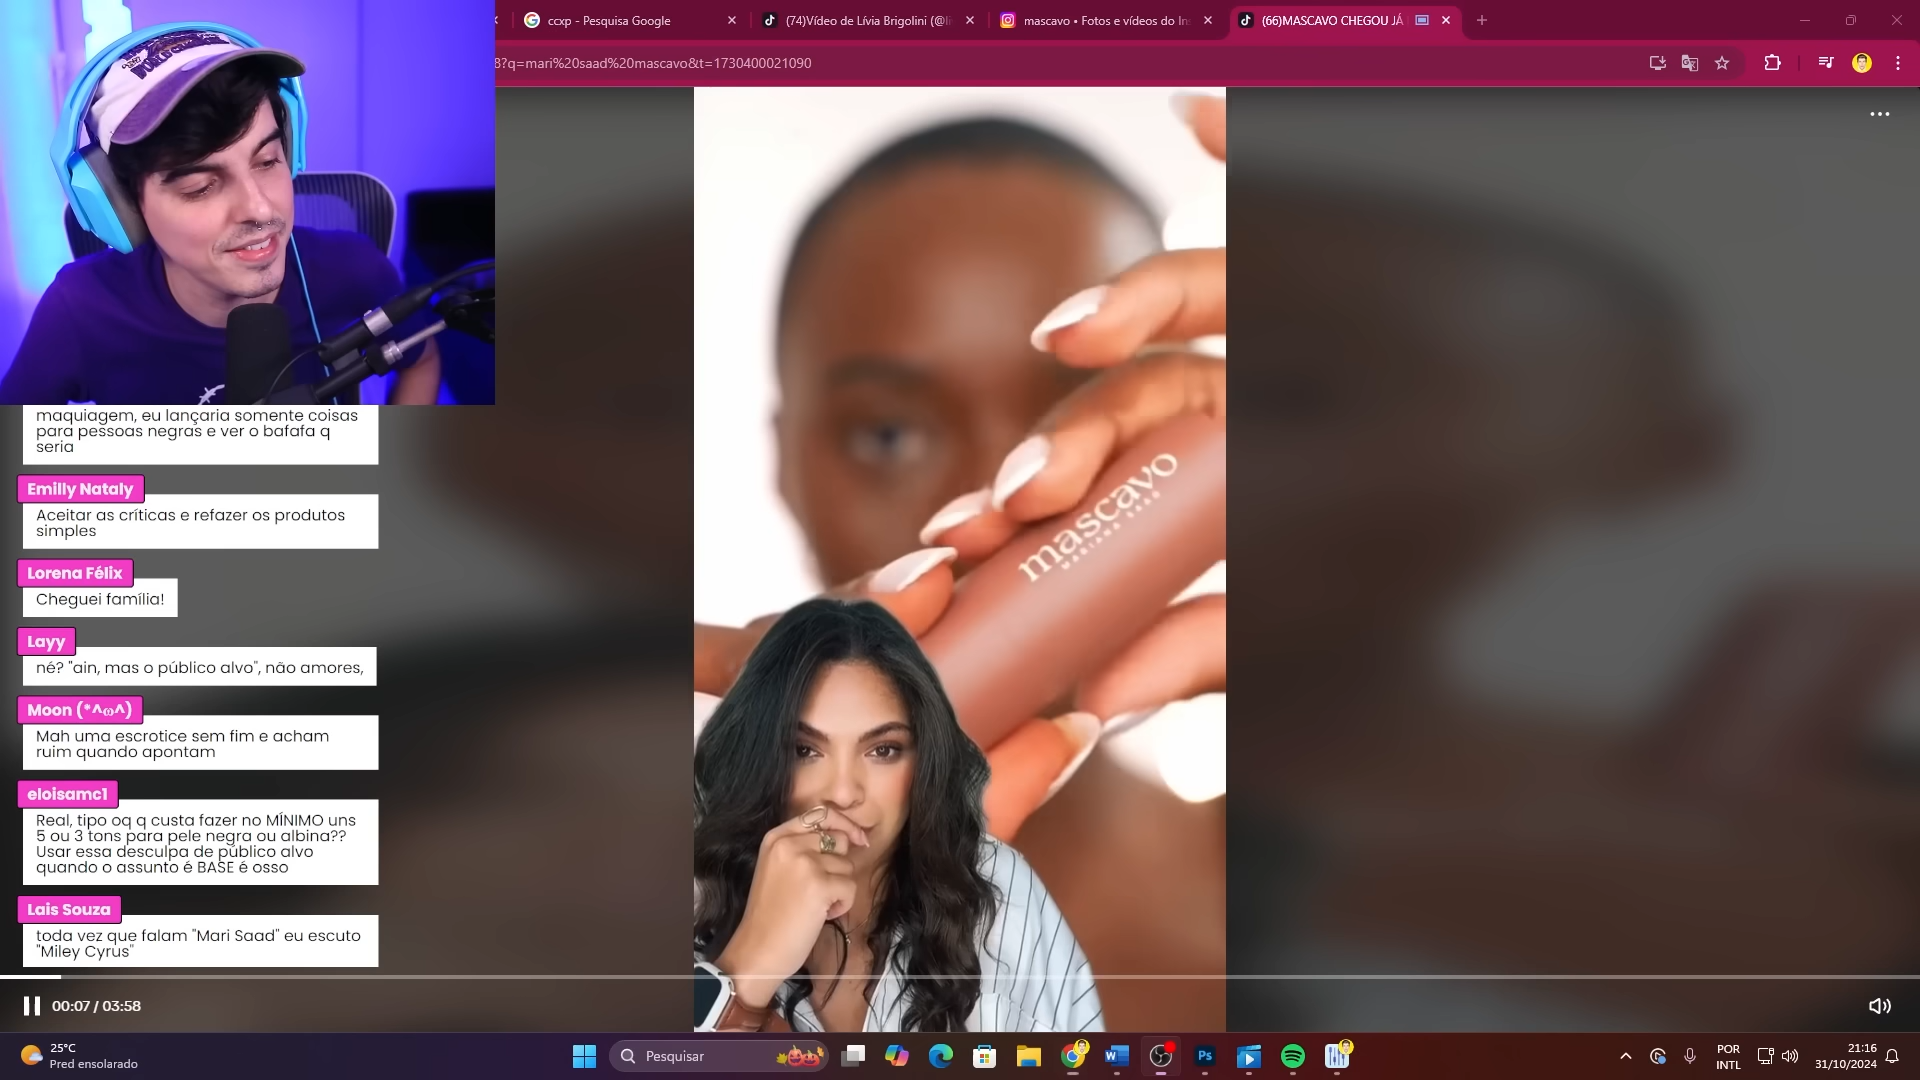 ccxp - Pesquisa Google
(74)Vídeo de Lívia Brigolini (@li
mascavo • Fotos e vídeos do In
(66)MASCAVO CHEGOU JÁ
8?q=mari%20saad%20mascavo&t=1730400021090
maquiagem, eu lançaria somente coisas
para pessoas negras e ver o bafafa q
seria
Emilly Nataly
Aceitar as críticas e refazer os produtos
simples
Lorena Félix
Cheguei família!
Layy
né? "ain, mas o público alvo", não amores,
Moon (*^ω^)
Mah uma escrotice sem fim e acham
ruim quando apontam
eloisamc1
Real, tipo oq q custa fazer no MÍNIMO uns
5 ou 3 tons para pele negra ou albina??
Usar essa desculpa de público alvo
quando o assunto é BASE é osso
Lais Souza
toda vez que falam "Mari Saad" eu escuto
"Miley Cyrus"
mascavo
MARIANA SAAD
00:07 / 03:58
25°C
Pred ensolarado
Pesquisar
POR
INTL
21:16
31/10/2024